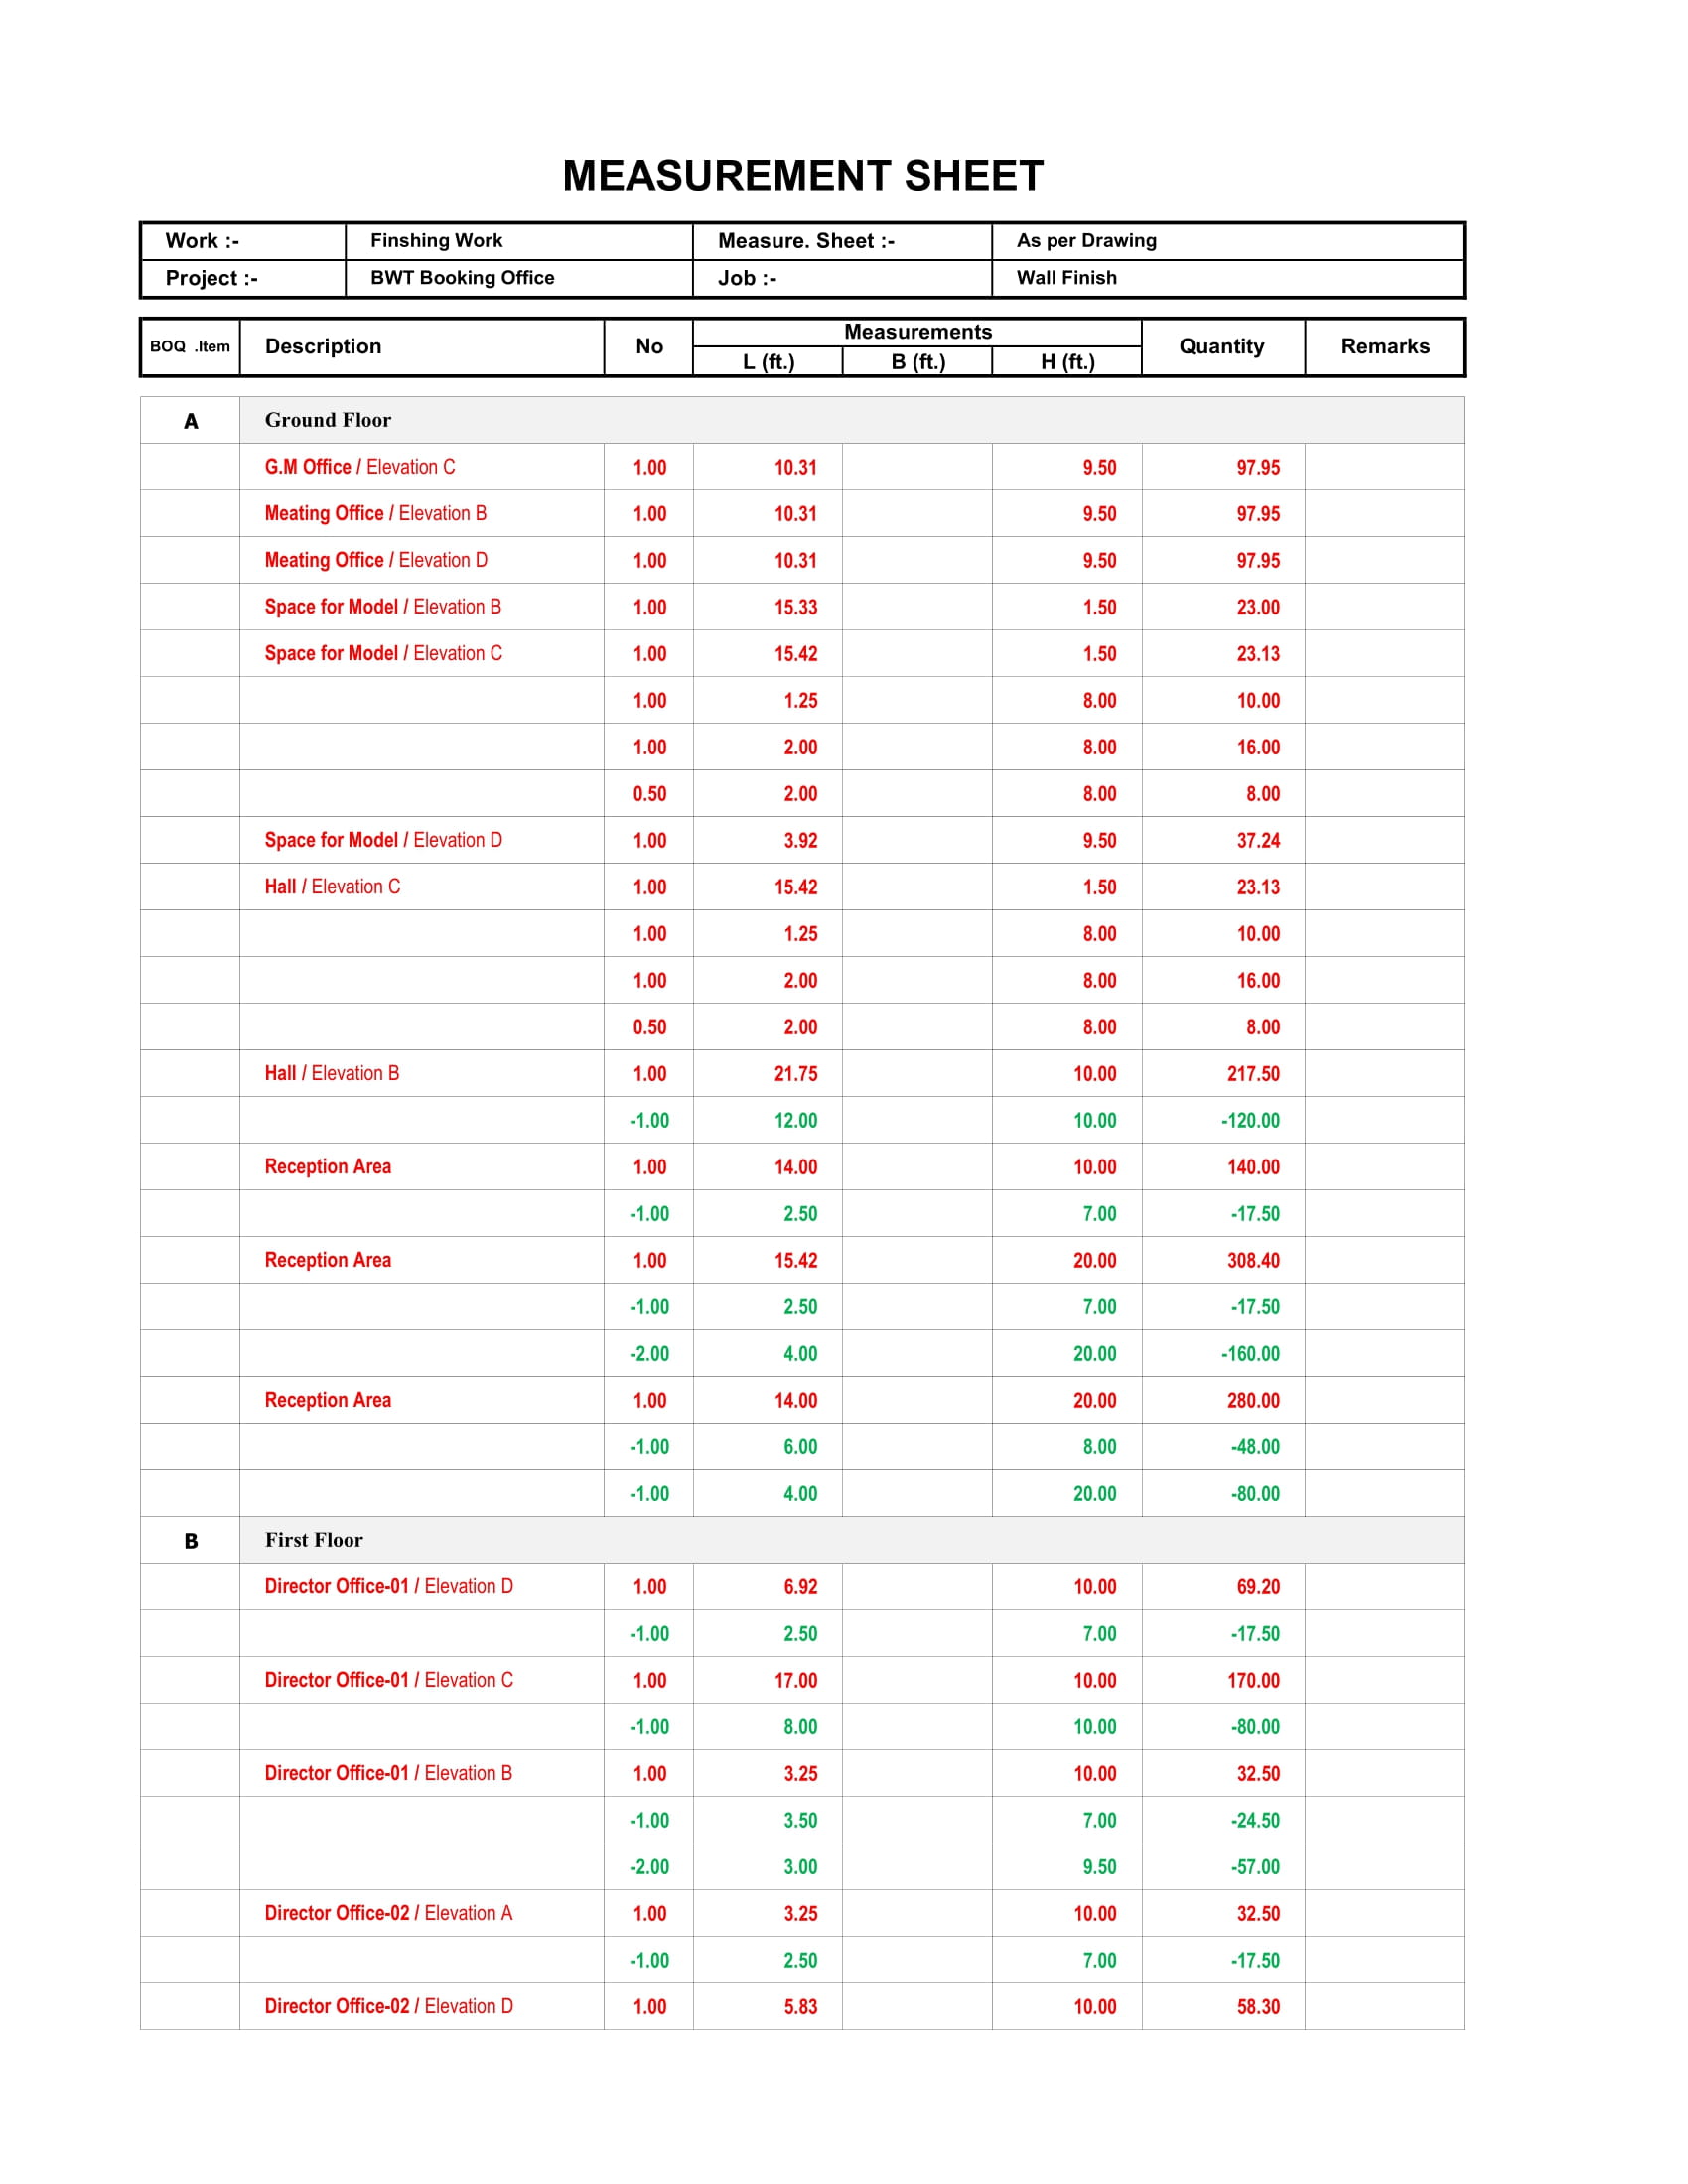 MEASUREMENT SHEET
Work :- Finshing Work Measure. Sheet :- As per Drawing
Project :- BWT Booking Office Job :- Wall Finish
BOQ .Item Description No Measurements Quantity Remarks
L (ft.) B (ft.) H (ft.)
A Ground Floor
G.M Office / Elevation C 1.00 10.31 9.50 97.95
Meating Office / Elevation B 1.00 10.31 9.50 97.95
Meating Office / Elevation D 1.00 10.31 9.50 97.95
Space for Model / Elevation B 1.00 15.33 1.50 23.00
Space for Model / Elevation C 1.00 15.42 1.50 23.13
1.00 1.25 8.00 10.00
1.00 2.00 8.00 16.00
0.50 2.00 8.00 8.00
Space for Model / Elevation D 1.00 3.92 9.50 37.24
Hall / Elevation C 1.00 15.42 1.50 23.13
1.00 1.25 8.00 10.00
1.00 2.00 8.00 16.00
0.50 2.00 8.00 8.00
Hall / Elevation B 1.00 21.75 10.00 217.50
-1.00 12.00 10.00 -120.00
Reception Area 1.00 14.00 10.00 140.00
-1.00 2.50 7.00 -17.50
Reception Area 1.00 15.42 20.00 308.40
-1.00 2.50 7.00 -17.50
-2.00 4.00 20.00 -160.00
Reception Area 1.00 14.00 20.00 280.00
-1.00 6.00 8.00 -48.00
-1.00 4.00 20.00 -80.00
B First Floor
Director Office-01 / Elevation D 1.00 6.92 10.00 69.20
-1.00 2.50 7.00 -17.50
Director Office-01 / Elevation C 1.00 17.00 10.00 170.00
-1.00 8.00 10.00 -80.00
Director Office-01 / Elevation B 1.00 3.25 10.00 32.50
-1.00 3.50 7.00 -24.50
-2.00 3.00 9.50 -57.00
Director Office-02 / Elevation A 1.00 3.25 10.00 32.50
-1.00 2.50 7.00 -17.50
Director Office-02 / Elevation D 1.00 5.83 10.00 58.30